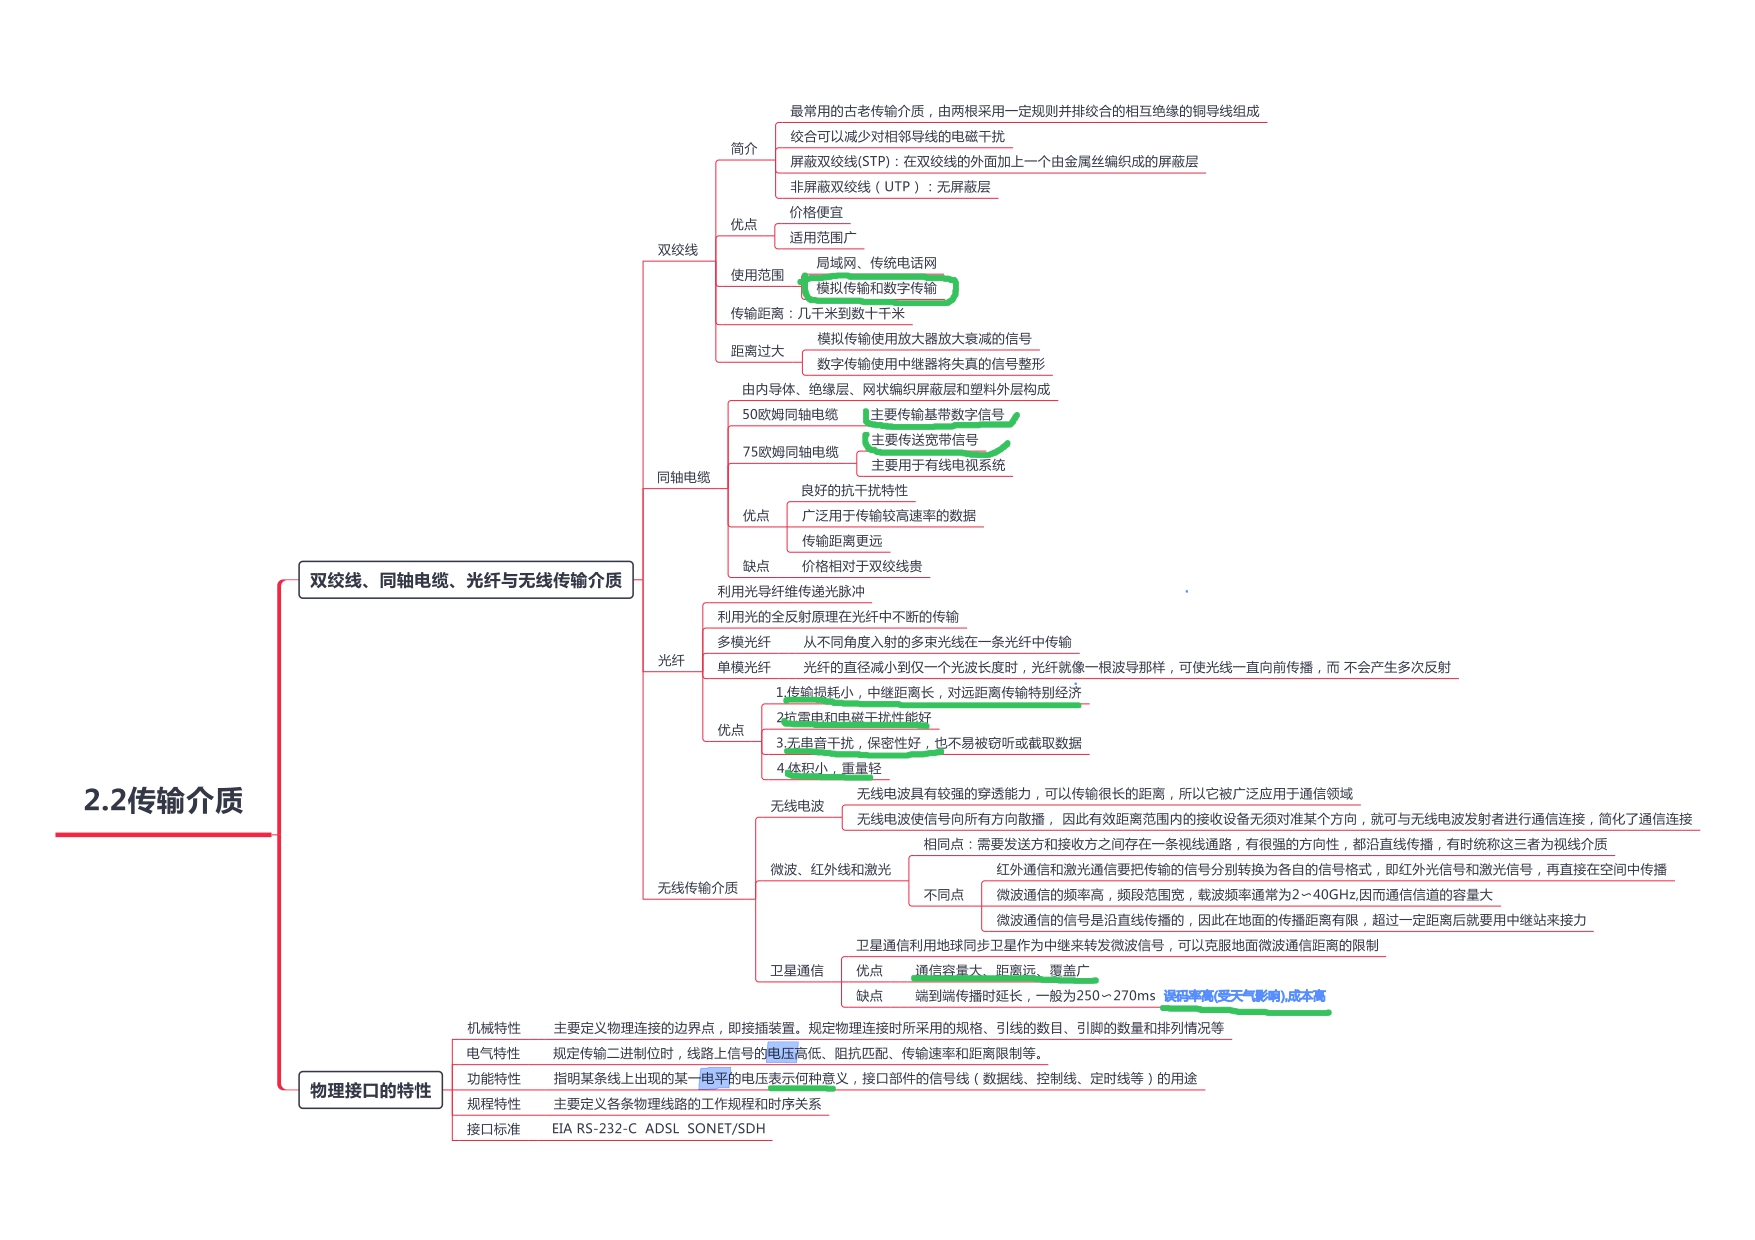 最常用的古老传输介质，由两根采用一定规则并排绞合的相互绝缘的铜导线组成
绞合可以减少对相邻导线的电磁干扰
简介
屏蔽双绞线(STP)：在双绞线的外面加上一个由金属丝编织成的屏蔽层
非屏蔽双绞线（UTP）：无屏蔽层
价格便宜
优点
适用范围广
双绞线
局域网、传统电话网
使用范围
模拟传输和数字传输
传输距离：几千米到数十千米
模拟传输使用放大器放大衰减的信号
距离过大
数字传输使用中继器将失真的信号整形
由内导体、绝缘层、网状编织屏蔽层和塑料外层构成
50欧姆同轴电缆 主要传输基带数字信号
主要传送宽带信号
75欧姆同轴电缆
主要用于有线电视系统
同轴电缆
良好的抗干扰特性
优点 广泛用于传输较高速率的数据
传输距离更远
缺点 价格相对于双绞线贵
双绞线、同轴电缆、光纤与无线传输介质
利用光导纤维传递光脉冲
利用光的全反射原理在光纤中不断的传输
多模光纤 从不同角度入射的多束光线在一条光纤中传输
光纤
单模光纤 光纤的直径减小到仅一个光波长度时，光纤就像一根波导那样，可使光线一直向前传播，而 不会产生多次反射
1.传输损耗小，中继距离长，对远距离传输特别经济
2抗雷电和电磁干扰性能好
优点
3.无串音干扰，保密性好，也不易被窃听或截取数据
4.体积小，重量轻
2.2传输介质
无线电波具有较强的穿透能力，可以传输很长的距离，所以它被广泛应用于通信领域
无线电波
无线电波使信号向所有方向散播， 因此有效距离范围内的接收设备无须对准某个方向，就可与无线电波发射者进行通信连接，简化了通信连接
相同点：需要发送方和接收方之间存在一条视线通路，有很强的方向性，都沿直线传播，有时统称这三者为视线介质
微波、红外线和激光
红外通信和激光通信要把传输的信号分别转换为各自的信号格式，即红外光信号和激光信号，再直接在空间中传播
无线传输介质
不同点 微波通信的频率高，频段范围宽，载波频率通常为2∽40GHz,因而通信信道的容量大
微波通信的信号是沿直线传播的，因此在地面的传播距离有限，超过一定距离后就要用中继站来接力
卫星通信利用地球同步卫星作为中继来转发微波信号，可以克服地面微波通信距离的限制
卫星通信 优点 通信容量大、距离远、覆盖广
缺点 端到端传播时延长，一般为250∽270ms 误码率高(受天气影响),成本高
机械特性 主要定义物理连接的边界点，即接插装置。规定物理连接时所采用的规格、引线的数目、引脚的数量和排列情况等
电气特性 规定传输二进制位时，线路上信号的电压高低、阻抗匹配、传输速率和距离限制等。
物理接口的特性
功能特性 指明某条线上出现的某一电平的电压表示何种意义，接口部件的信号线（数据线、控制线、定时线等）的用途
规程特性 主要定义各条物理线路的工作规程和时序关系
接口标准 EIA RS-232-C ADSL SONET/SDH